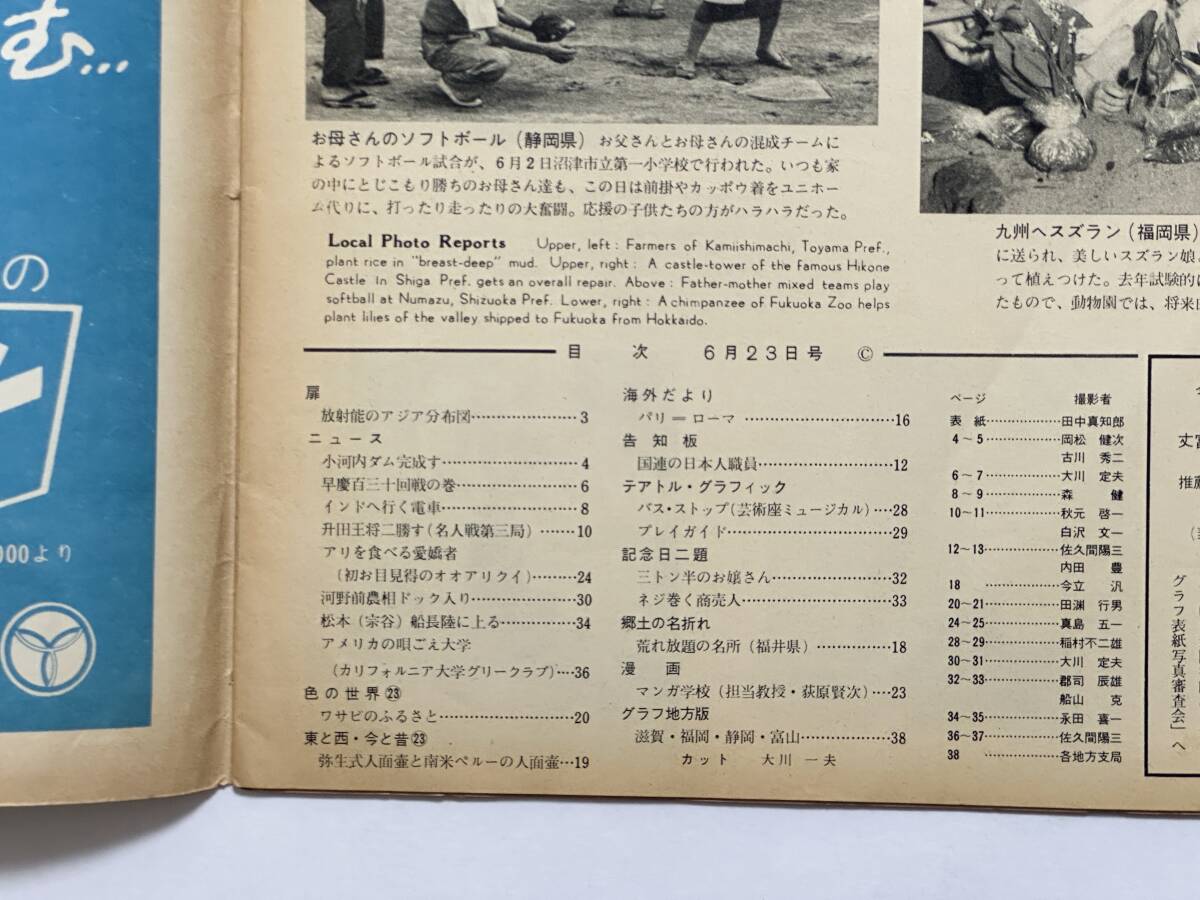 む…
の
000より
お母さんのソフトボール(静岡県) お父さんとお母さんの混成チームに
よるソフトボール試合が、6月2日沼津市立第一小学校で行われた。いつも家
の中にとじこもり勝ちのお母さん達も、この日は前掛やカッポウ着をユニホー
ム代りに、打ったり走ったりの大奮闘。応援の子供たちの方がハラハラだった。
Local Photo Reports Upper, left : Farmers of Kamiishimachi, Toyama Pref.,
plant rice in "breast-deep" mud. Upper, right : A castle-tower of the famous Hikone
Castle in Shiga Pref. gets an overall repair. Above : Father-mother mixed teams play
softball at Numazu, Shizuoka Pref. Lower, right : A chimpanzee of Fukuoka Zoo helps
plant lilies of the valley shipped to Fukuoka from Hokkaido.
九州へスズラン(福岡県)
に送られ、美しいスズラン娘
って植えつけた。去年試験的に
たもので、動物園では、将来
目次 6月23日号 ©
扉
放射能のアジア分布図…………………3
ニュース
小河内ダム完成す…………………4
早慶百三十回戦の巻…………………6
インドへ行く電車…………………8
升田王将二勝す(名人戦第三局)……10
アリを食べる愛嬌者
(初お目見得のオオアリクイ)………24
河野前農相ドック入り…………………30
松本(宗谷)船長陸に上る……………34
アメリカの唄ごえ大学
(カリフォルニア大学グリークラブ)…36
色の世界㉓
ワサビのふるさと…………………20
東と西・今と昔㉓
弥生式人面壷と南米ペルーの人面壷…19
海外だより
パリ=ローマ…………………16
告知板
国連の日本人職員…………………12
テアトル・グラフィック
バス・ストップ(芸術座ミュージカル)…28
プレイガイド…………………29
記念日二題
三トン半のお嬢さん…………………32
ネジ巻く商売人…………………33
郷土の名折れ
荒れ放題の名所(福井県)……………18
漫画
マンガ学校(担当教授・荻原賢次)…23
グラフ地方版
滋賀・福岡・静岡・富山……………38
カット 大川一夫
ページ 撮影者
表紙………………田中真知郎
4~5………………岡松健次
古川秀二
6~7………………大川定夫
8~9………………森健
10~11……………秋元啓一
白沢文一
12~13……………佐久間陽三
内田豊
18………………今立汎
20~21……………田渕行男
24~25……………真島五一
28~29……………稲村不二雄
30~31……………大川定夫
32~33……………郡司辰雄
船山克
34~35……………永田喜一
36~37……………佐久間陽三
38………………各地方支局
丈宮
推薦
グラフ表紙写真審査会」へ